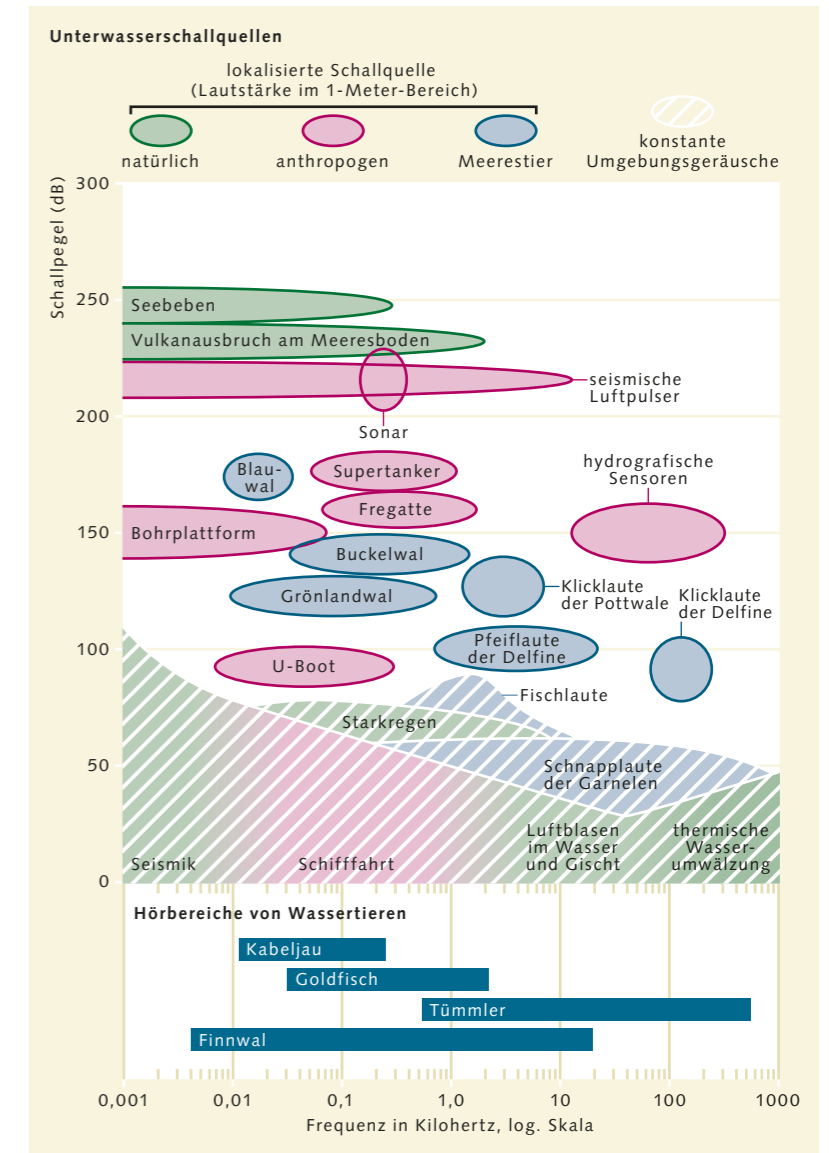 Unterwasserschallquellen
lokalisierte Schallquelle
(Lautstärke im 1-Meter-Bereich)
natürlich
anthropogen
Meerestier
konstante
Umgebungsgeräusche
Schallpegel (dB)
300
250
200
150
100
50
0
Seebeben
Vulkanausbruch am Meeresboden
seismische
Luftpulser
Sonar
Blau-
wal
Supertanker
hydrografische
Sensoren
Fregatte
Bohrplattform
Buckelwal
Grönlandwal
Klicklaute
der Pottwale
Klicklaute
der Delfine
Pfeiflaute
der Delfine
U-Boot
Fischlaute
Starkregen
Schnapplaute
der Garnelen
Seismik
Schifffahrt
Luftblasen
im Wasser
und Gischt
thermische
Wasser-
umwälzung
Hörbereiche von Wassertieren
Kabeljau
Goldfisch
Tümmler
Finnwal
0,001 0,01 0,1 1,0 10 100 1000
Frequenz in Kilohertz, log. Skala